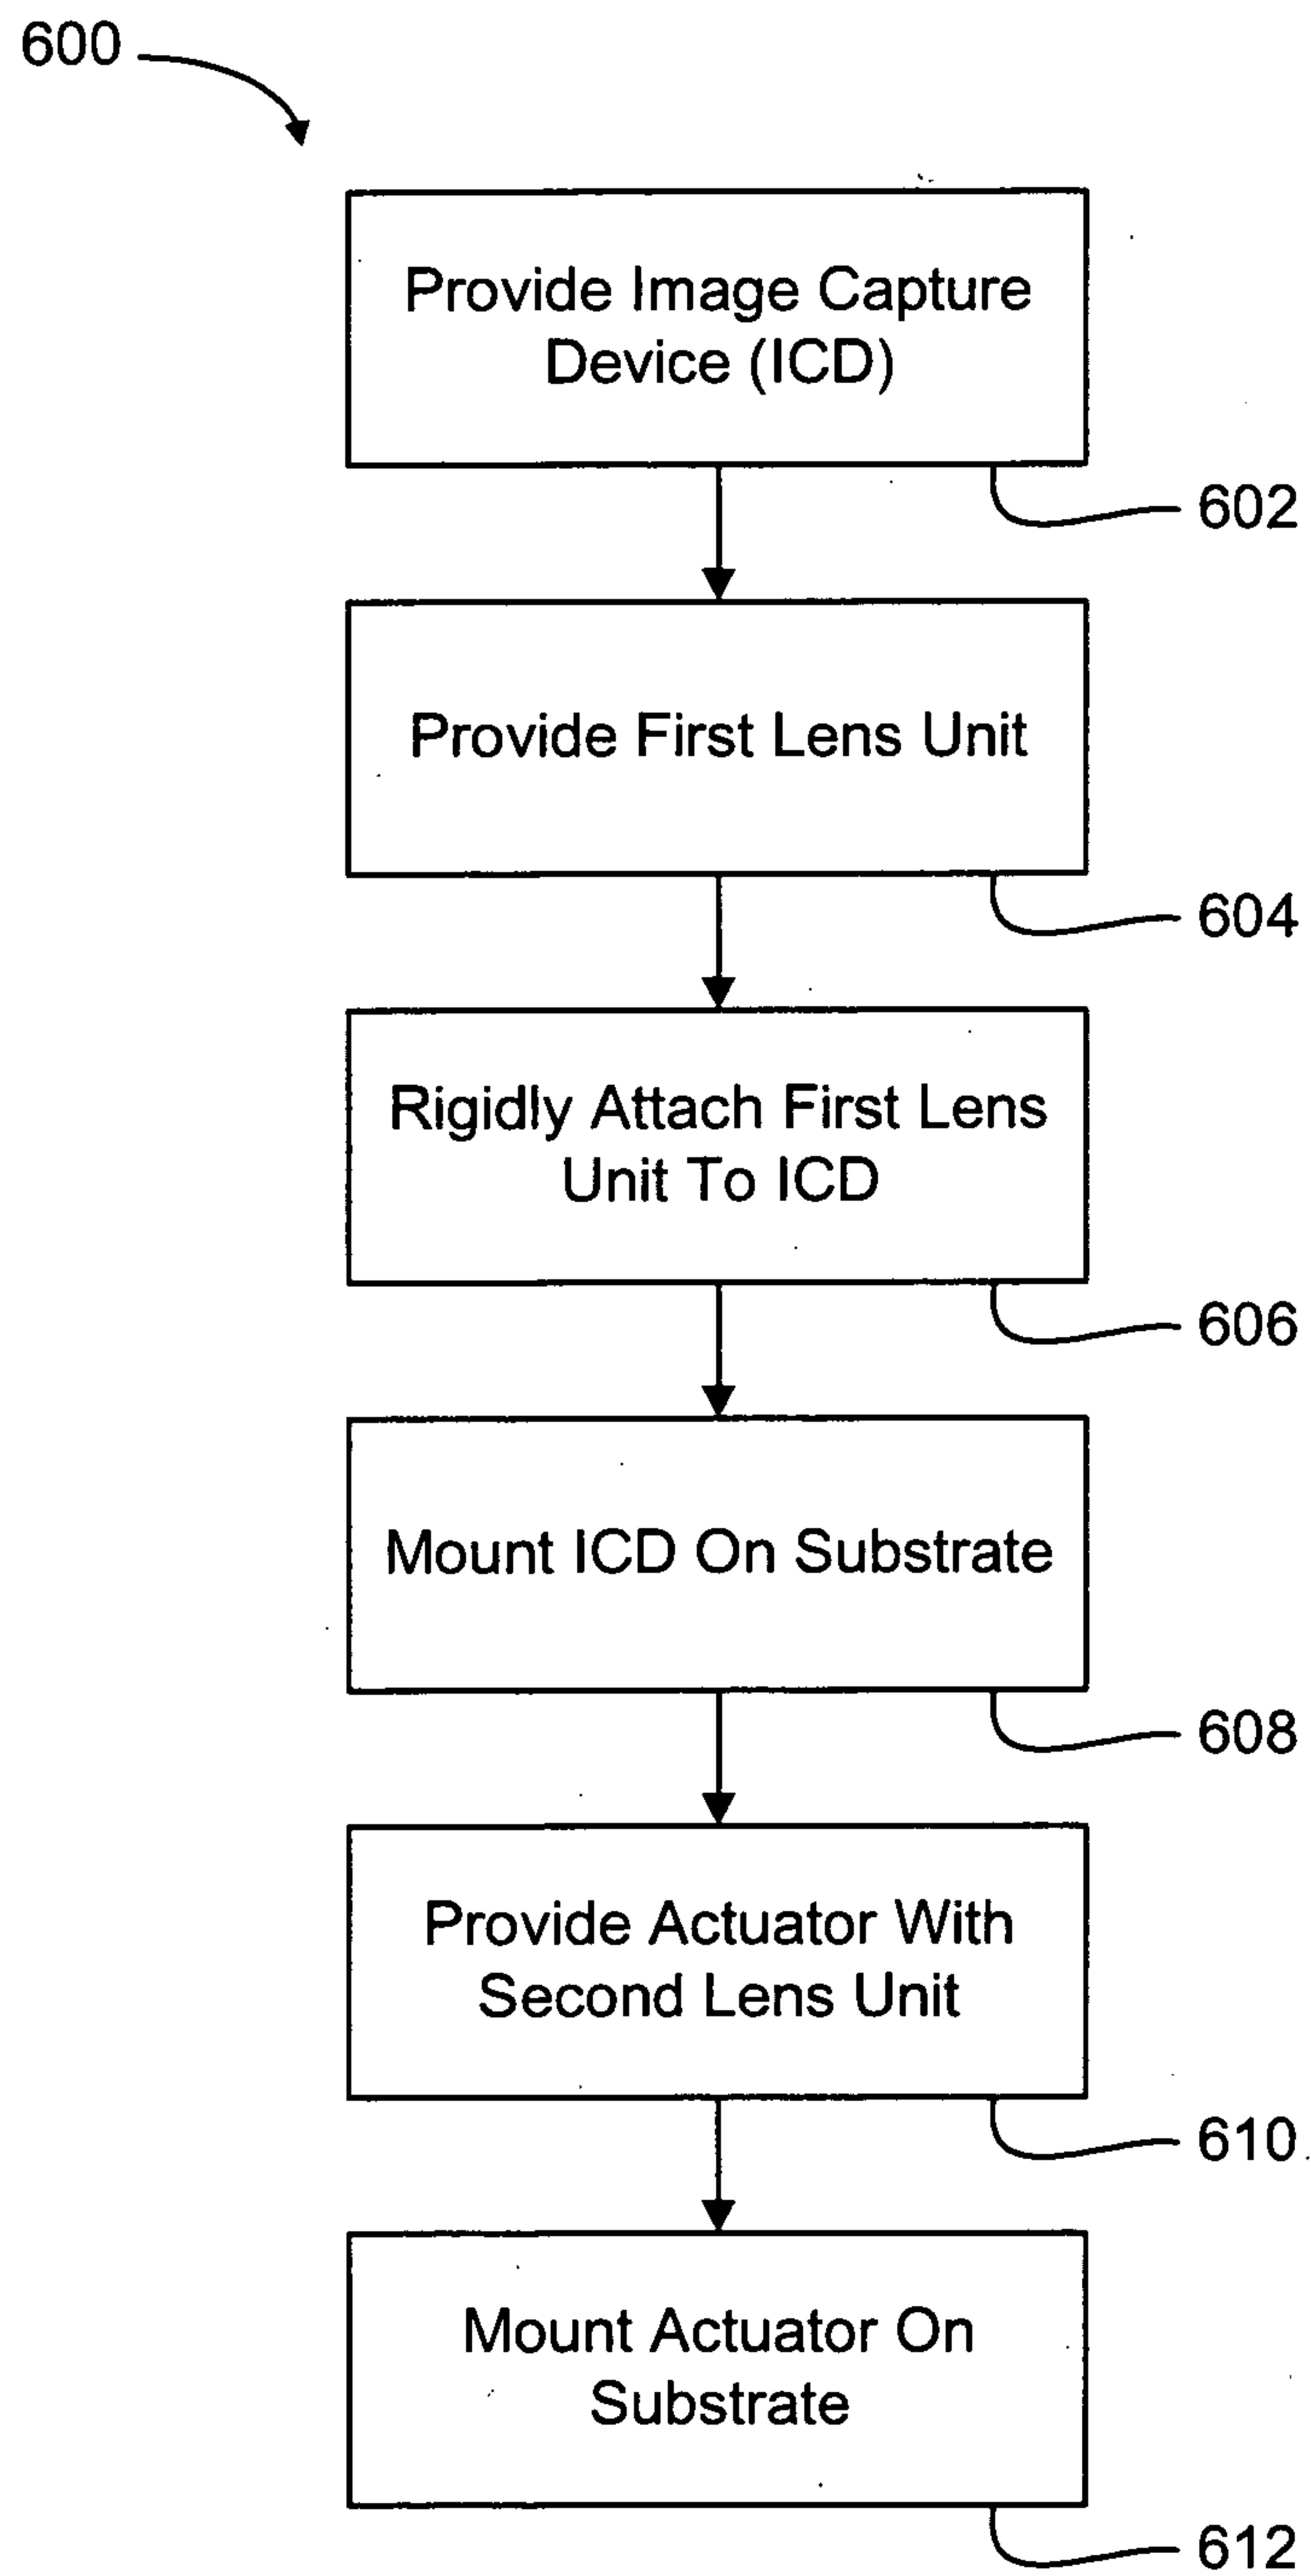 600
Provide Image Capture
Device (ICD)
602
Provide First Lens Unit
604
Rigidly Attach First Lens
Unit To ICD
606
Mount ICD On Substrate
608
Provide Actuator With
Second Lens Unit
610
Mount Actuator On
Substrate
612